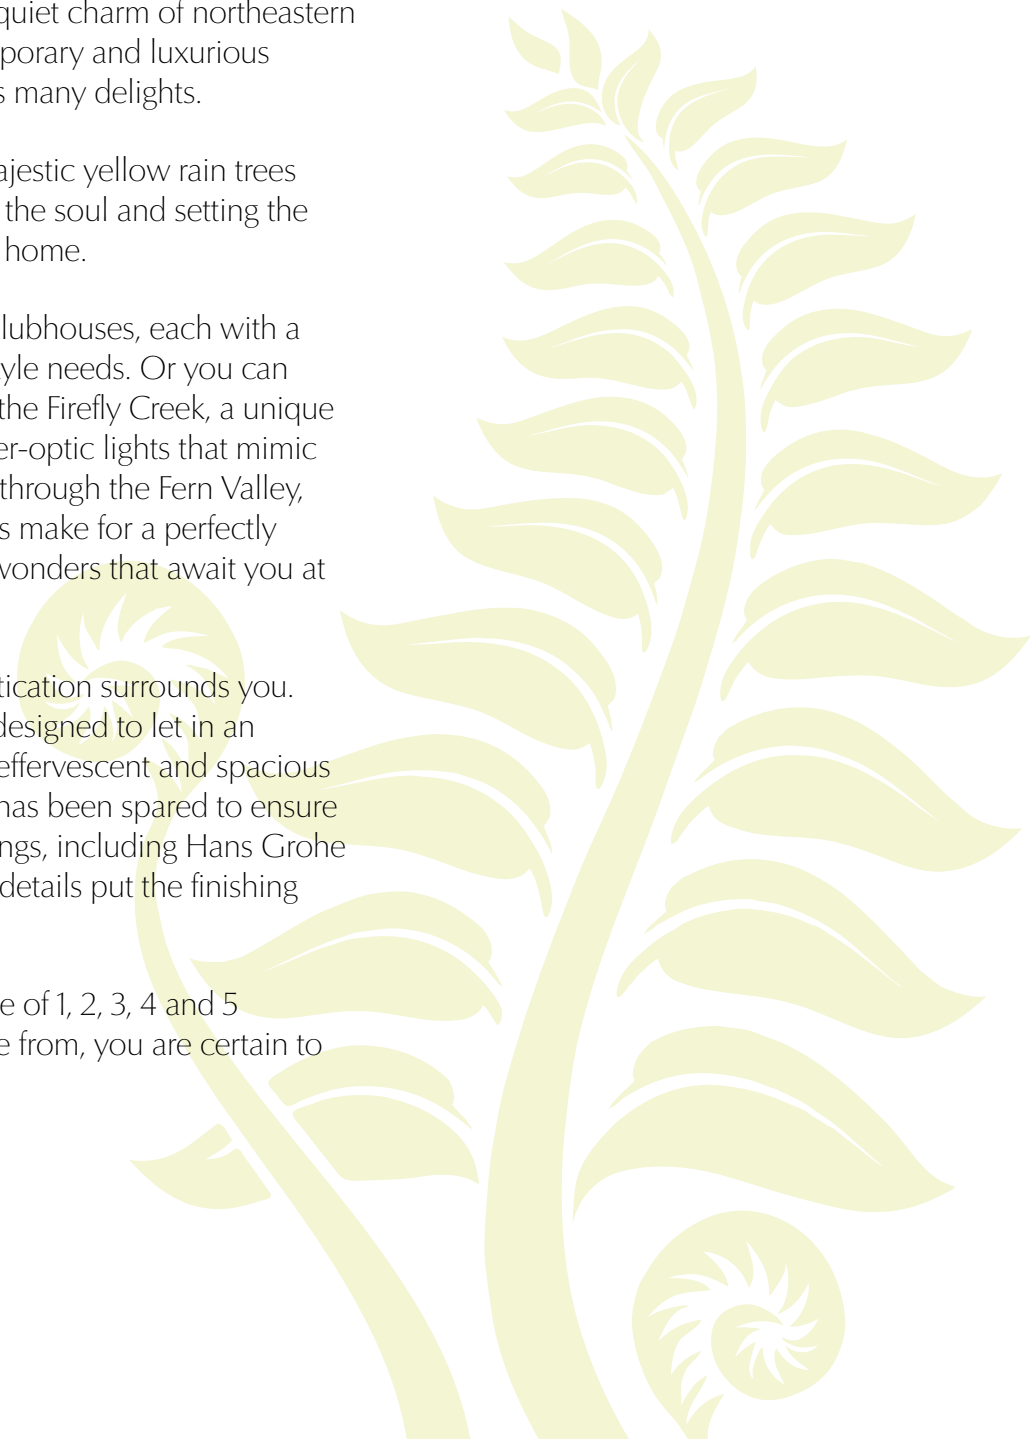 quiet charm of northeastern
porary and luxurious
s many delights.
ajestic yellow rain trees
the soul and setting the
home.
lubhouses, each with a
yle needs. Or you can
the Firefly Creek, a unique
er-optic lights that mimic
through the Fern Valley,
s make for a perfectly
wonders that await you at
tication surrounds you.
designed to let in an
effervescent and spacious
has been spared to ensure
ngs, including Hans Grohe
details put the finishing
e of 1, 2, 3, 4 and 5
e from, you are certain to